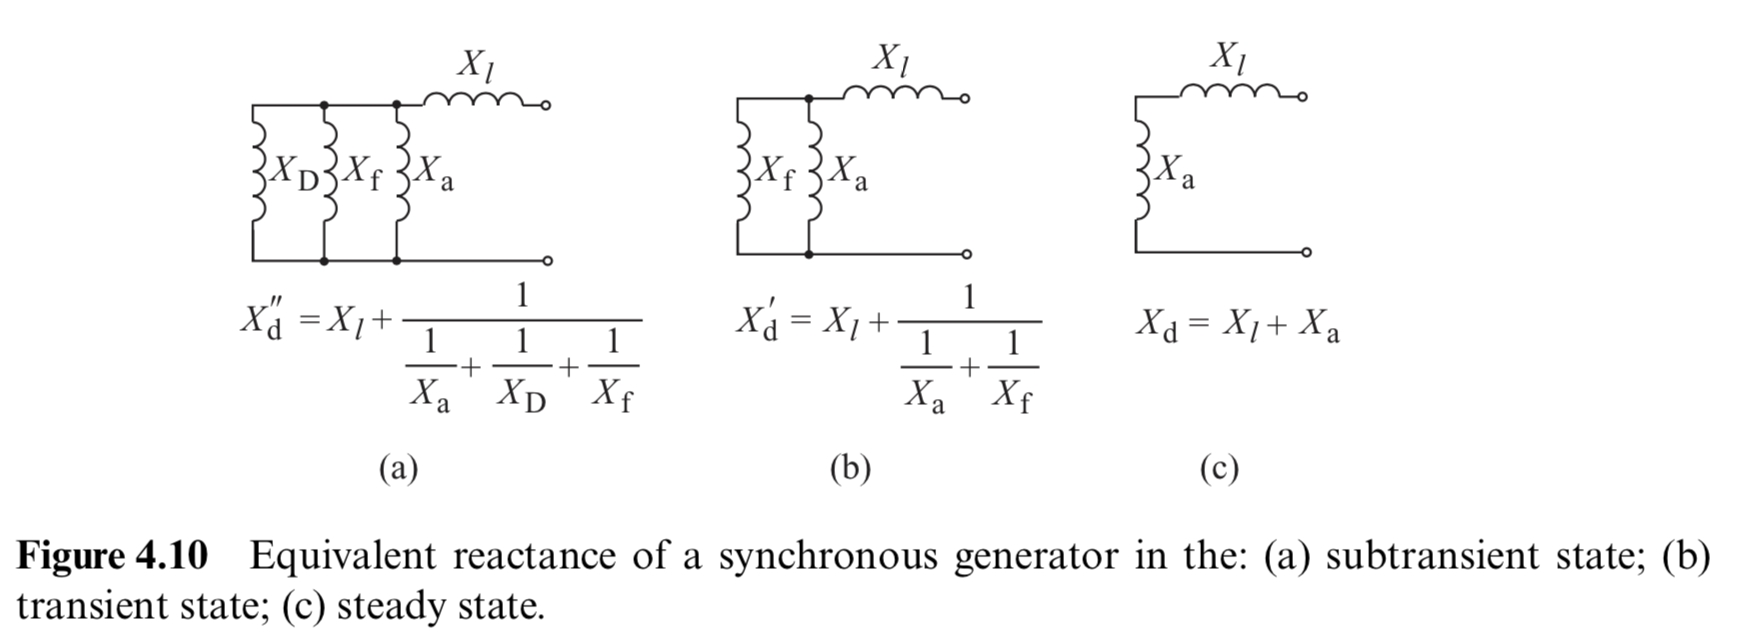 X_l X_l X_l
X_D X_f X_a X_f X_a X_a
X″_d = X_l + 1/(1/X_a + 1/X_D + 1/X_f) X′_d = X_l + 1/(1/X_a + 1/X_f) X_d = X_l + X_a
(a) (b) (c)
Figure 4.10 Equivalent reactance of a synchronous generator in the: (a) subtransient state; (b)
transient state; (c) steady state.